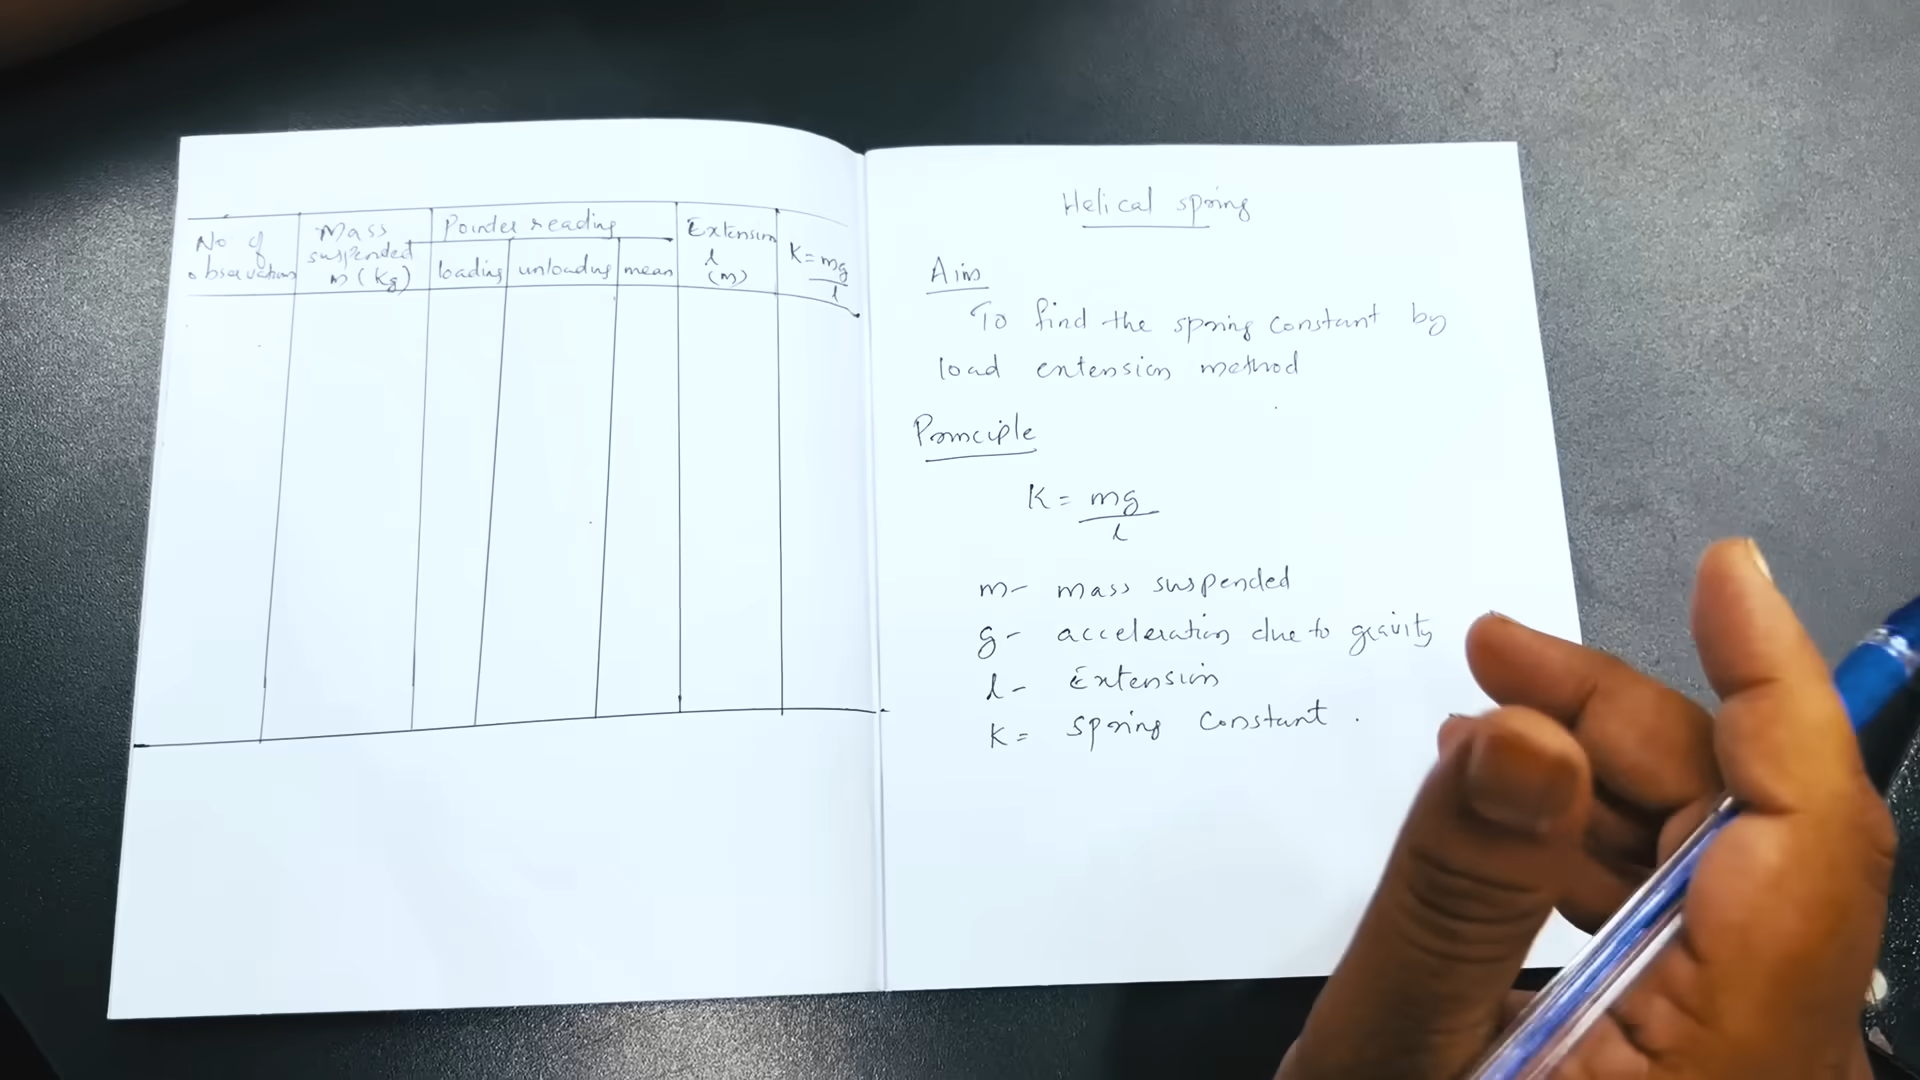 No of observations
Mass suspended m (Kg)
Pointer reading
loading
unloading
mean
Extension l (m)
K = mg/l
Helical spring
Aim
To find the spring constant by
load extension method
Principle
K = mg/l
m- mass suspended
g- acceleration due to gravity
l- Extension
K= spring constant.